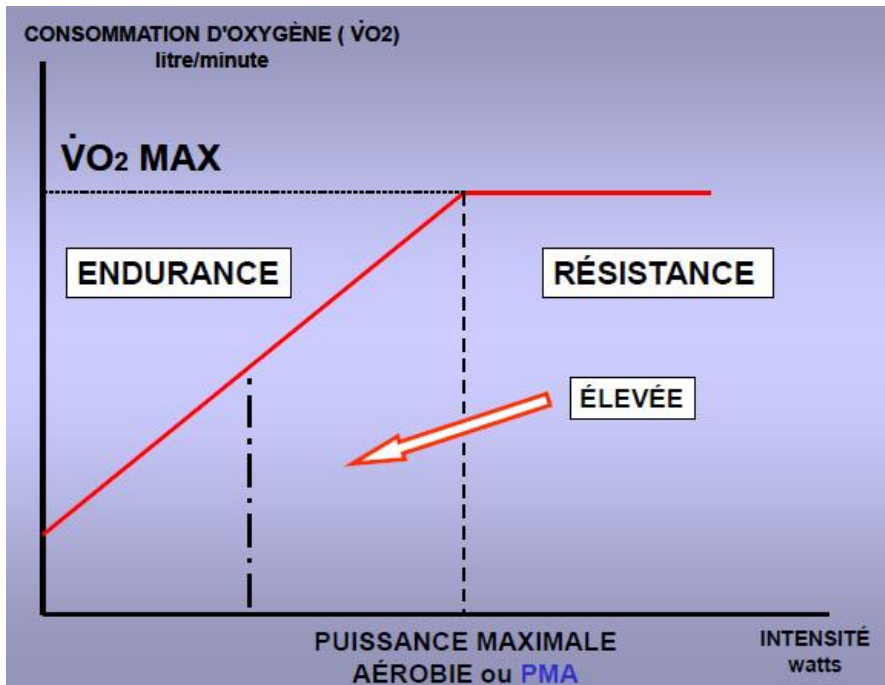 CONSOMMATION D'OXYGÈNE ( V̇O2)
litre/minute
V̇O2 MAX
ENDURANCE
RÉSISTANCE
ÉLEVÉE
PUISSANCE MAXIMALE
AÉROBIE ou PMA
INTENSITÉ
watts